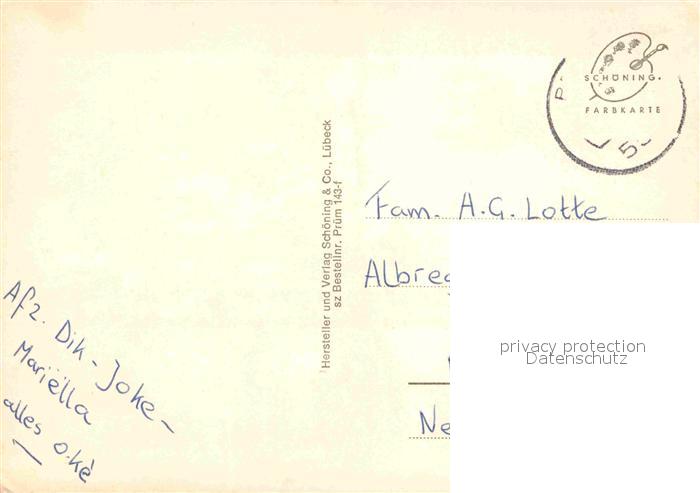 SCHÖNING.
FARBKARTE
5
Hersteller und Verlag Schöning & Co., Lübeck
sz Bestellnr. Prüm 143-f
Fam. A.G. Lotte
Albreg
Ne
privacy protection
Datenschutz
Afz. Dik - Joke -
Mariëlla
alles oké